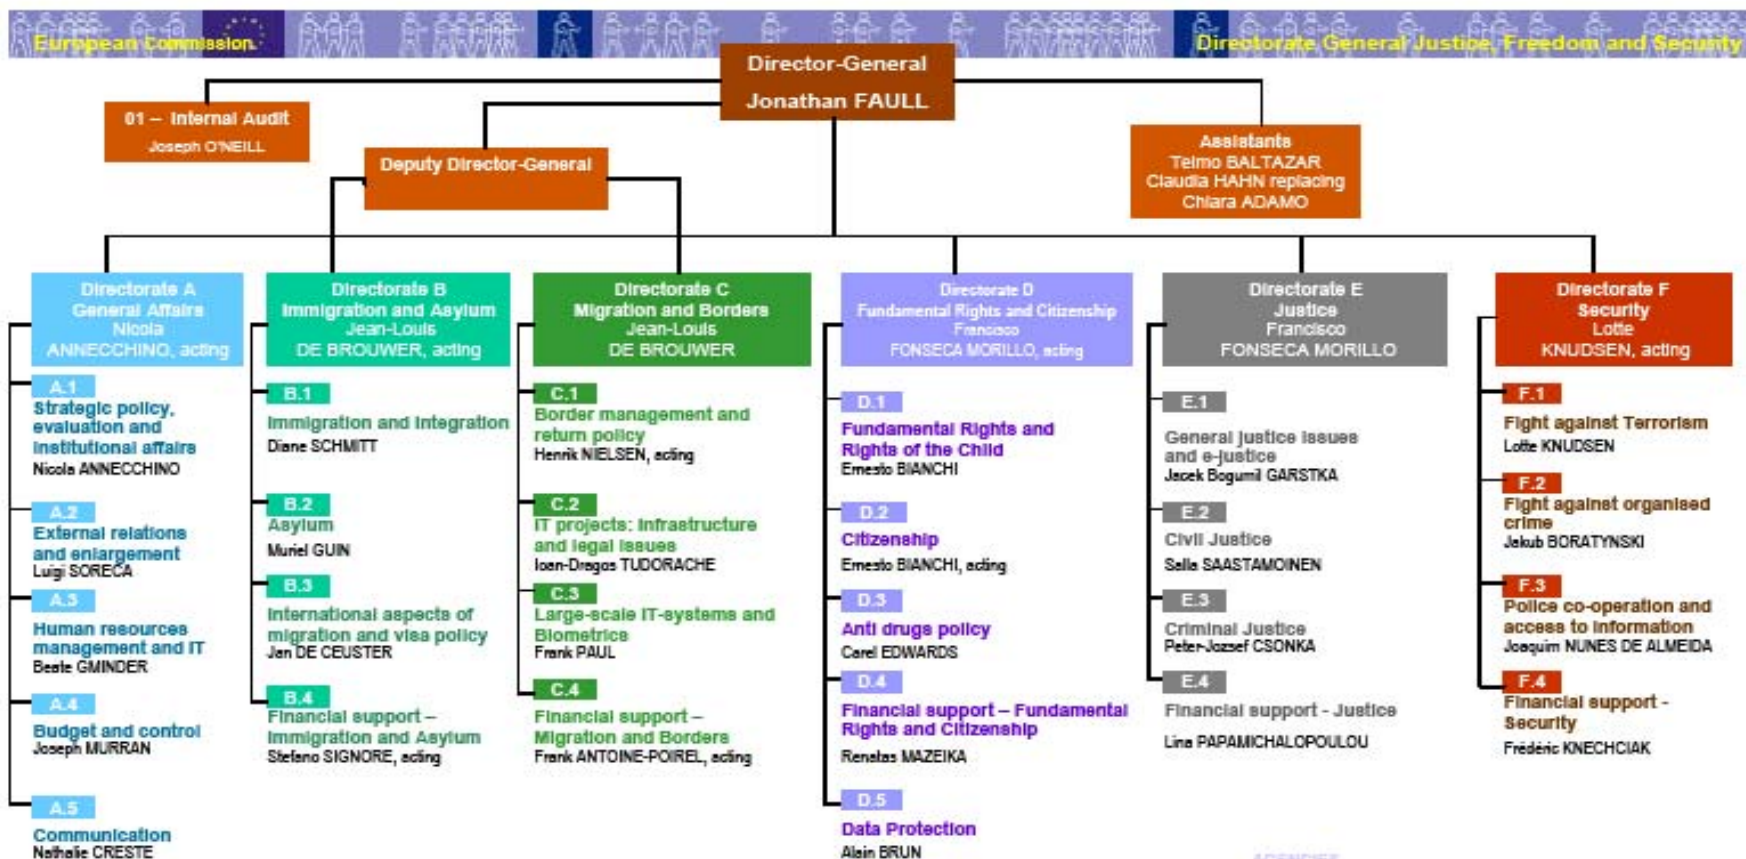 European Commission
Directorate General Justice, Freedom and Security
Director-General
Jonathan FAULL
01 – Internal Audit
Joseph O'NEILL
Deputy Director-General
Assistants
Telmo BALTAZAR
Claudia HAHN replacing
Chiara ADAMO
Directorate A
General Affairs
Nicola
ANNECCHINO, acting
A.1
Strategic policy,
evaluation and
institutional affairs
Nicola ANNECCHINO
A.2
External relations
and enlargement
Luigi SORECA
A.3
Human resources
management and IT
Beate GMINDER
A.4
Budget and control
Joseph MURRAN
A.5
Communication
Nathalie CRESTE
Directorate B
Immigration and Asylum
Jean-Louis
DE BROUWER, acting
B.1
Immigration and Integration
Diane SCHMITT
B.2
Asylum
Muriel GUIN
B.3
International aspects of
migration and visa policy
Jan DE CEUSTER
B.4
Financial support –
Immigration and Asylum
Stefano SIGNORE, acting
Directorate C
Migration and Borders
Jean-Louis
DE BROUWER
C.1
Border management and
return policy
Henrik NIELSEN, acting
C.2
IT projects: infrastructure
and legal issues
Ioan-Dragos TUDORACHE
C.3
Large-scale IT-systems and
Biometrics
Frank PAUL
C.4
Financial support –
Migration and Borders
Frank ANTOINE-POIREL, acting
Directorate D
Fundamental Rights and Citizenship
Francisco
FONSECA MORILLO, acting
D.1
Fundamental Rights and
Rights of the Child
Ernesto BIANCHI
D.2
Citizenship
Ernesto BIANCHI, acting
D.3
Anti drugs policy
Carel EDWARDS
D.4
Financial support – Fundamental
Rights and Citizenship
Renatas MAZEIKA
D.5
Data Protection
Alain BRUN
Directorate E
Justice
Francisco
FONSECA MORILLO
E.1
General justice issues
and e-justice
Jacek Bogumil GARSTKA
E.2
Civil Justice
Salla SAASTAMOINEN
E.3
Criminal Justice
Peter-Jozsef CSONKA
E.4
Financial support - Justice
Lina PAPAMICHALOPOULOU
Directorate F
Security
Lotte
KNUDSEN, acting
F.1
Fight against Terrorism
Lotte KNUDSEN
F.2
Fight against organised
crime
Jakub BORATYNSKI
F.3
Police co-operation and
access to information
Joaquim NUNES DE ALMEIDA
F.4
Financial support -
Security
Frédéric KNECHCIAK
AGENCIES